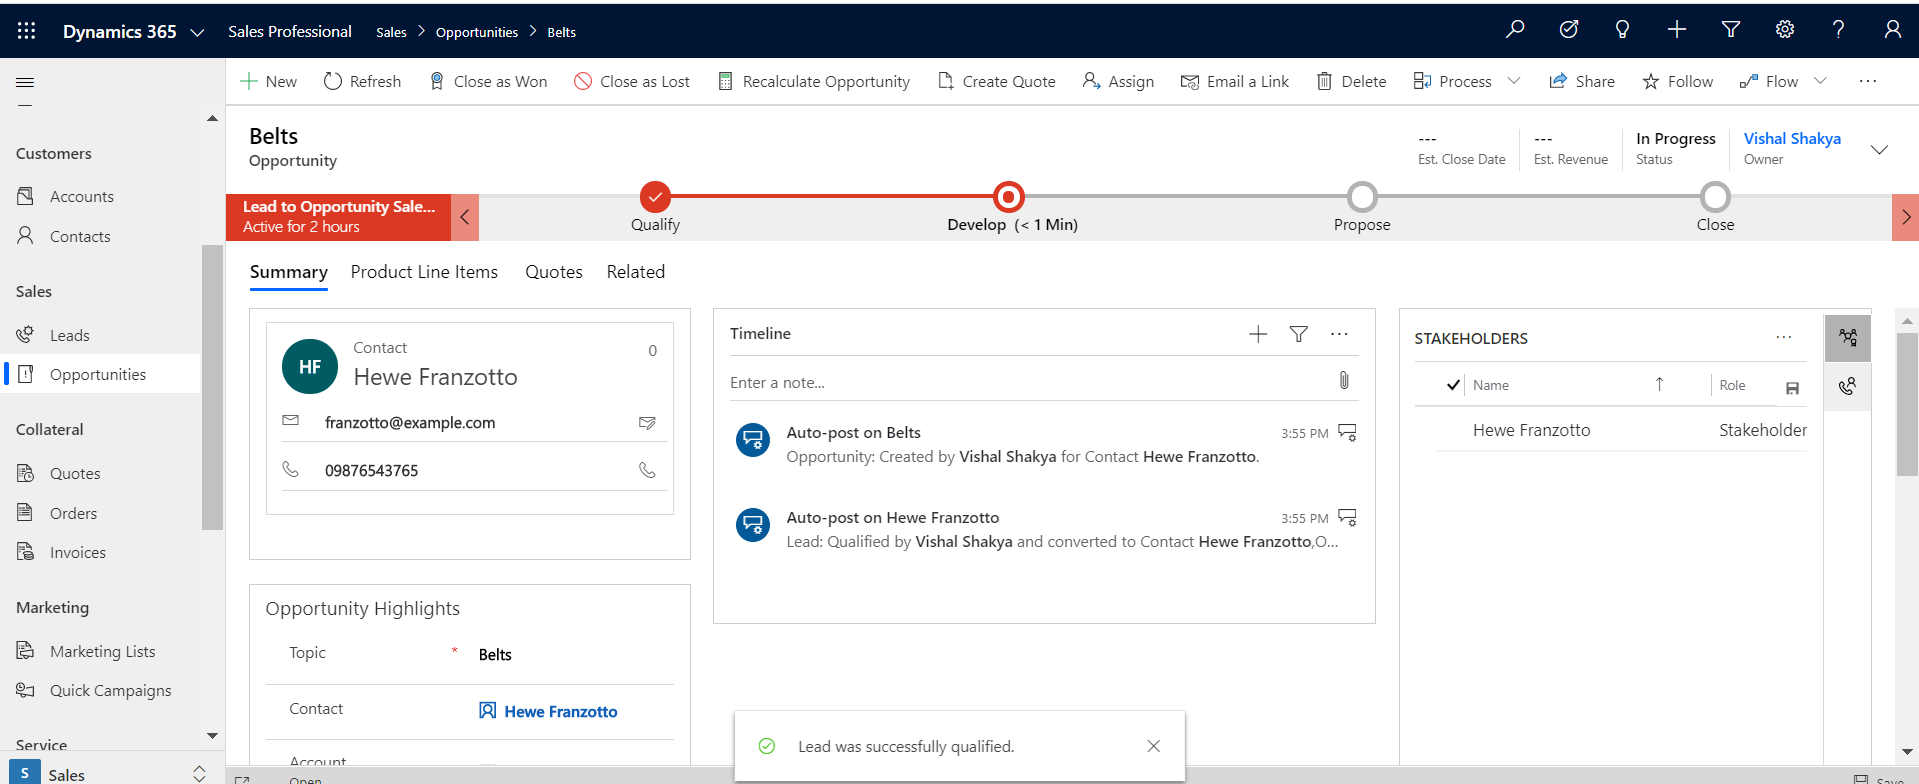 Dynamics 365 Sales Professional Sales > Opportunities > Belts
New Refresh Close as Won Close as Lost Recalculate Opportunity Create Quote Assign Email a Link Delete Process Share Follow Flow ...
Customers
Accounts
Contacts
Sales
Leads
Opportunities
Collateral
Quotes
Orders
Invoices
Marketing
Marketing Lists
Quick Campaigns
Service
S Sales
Belts
Opportunity
---
Est. Close Date
---
Est. Revenue
In Progress
Status
Vishal Shakya
Owner
Lead to Opportunity Sale...
Active for 2 hours
Qualify
Develop (< 1 Min)
Propose
Close
Summary Product Line Items Quotes Related
HF
Contact
0
Hewe Franzotto
franzotto@example.com
09876543765
Opportunity Highlights
Topic * Belts
Contact Hewe Franzotto
Account ---
Timeline ...
Enter a note...
Auto-post on Belts 3:55 PM
Opportunity: Created by Vishal Shakya for Contact Hewe Franzotto.
Auto-post on Hewe Franzotto 3:55 PM
Lead: Qualified by Vishal Shakya and converted to Contact Hewe Franzotto,O...
STAKEHOLDERS ...
Name Role
Hewe Franzotto Stakeholder
Lead was successfully qualified.
Open
Save